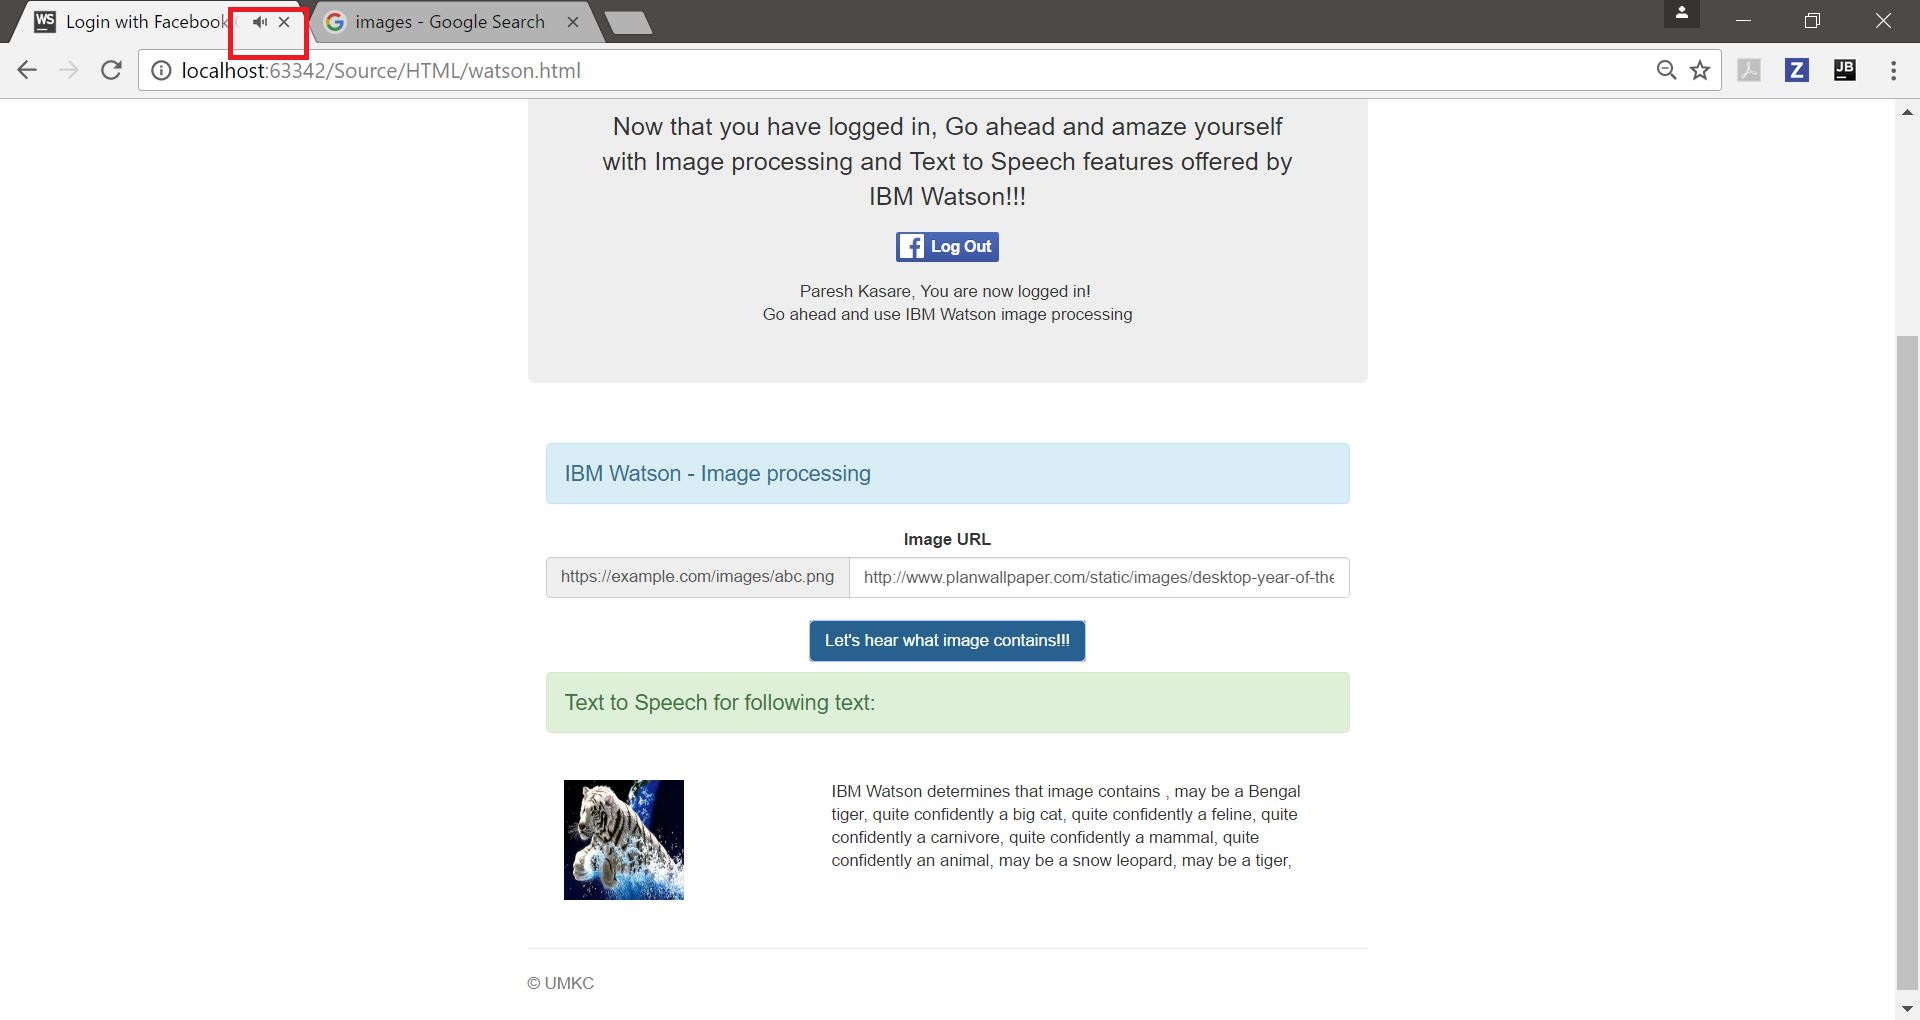 WS Login with Facebook
images - Google Search
localhost:63342/Source/HTML/watson.html
Z
JB
Now that you have logged in, Go ahead and amaze yourself
with Image processing and Text to Speech features offered by
IBM Watson!!!
f Log Out
Paresh Kasare, You are now logged in!
Go ahead and use IBM Watson image processing
IBM Watson - Image processing
Image URL
https://example.com/images/abc.png http://www.planwallpaper.com/static/images/desktop-year-of-the
Let's hear what image contains!!!
Text to Speech for following text:
IBM Watson determines that image contains , may be a Bengal
tiger, quite confidently a big cat, quite confidently a feline, quite
confidently a carnivore, quite confidently a mammal, quite
confidently an animal, may be a snow leopard, may be a tiger,
© UMKC